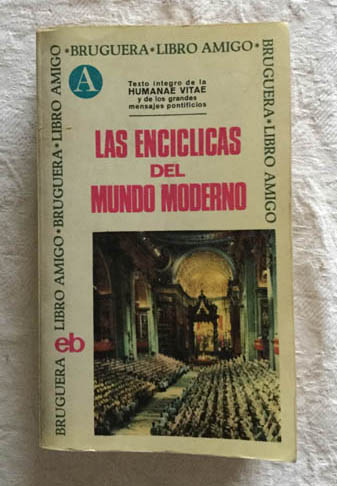 BRUGUERA * LIBRO AMIGO * BRUGUERA * LIBRO AMIGO
* BRUGUERA * LIBRO AMIGO
BRUGUERA * LIBRO AMIGO
A
Texto íntegro de la
HUMANAE VITAE
y de los grandes
mensajes pontificios
LAS ENCICLICAS
DEL
MUNDO MODERNO
eb